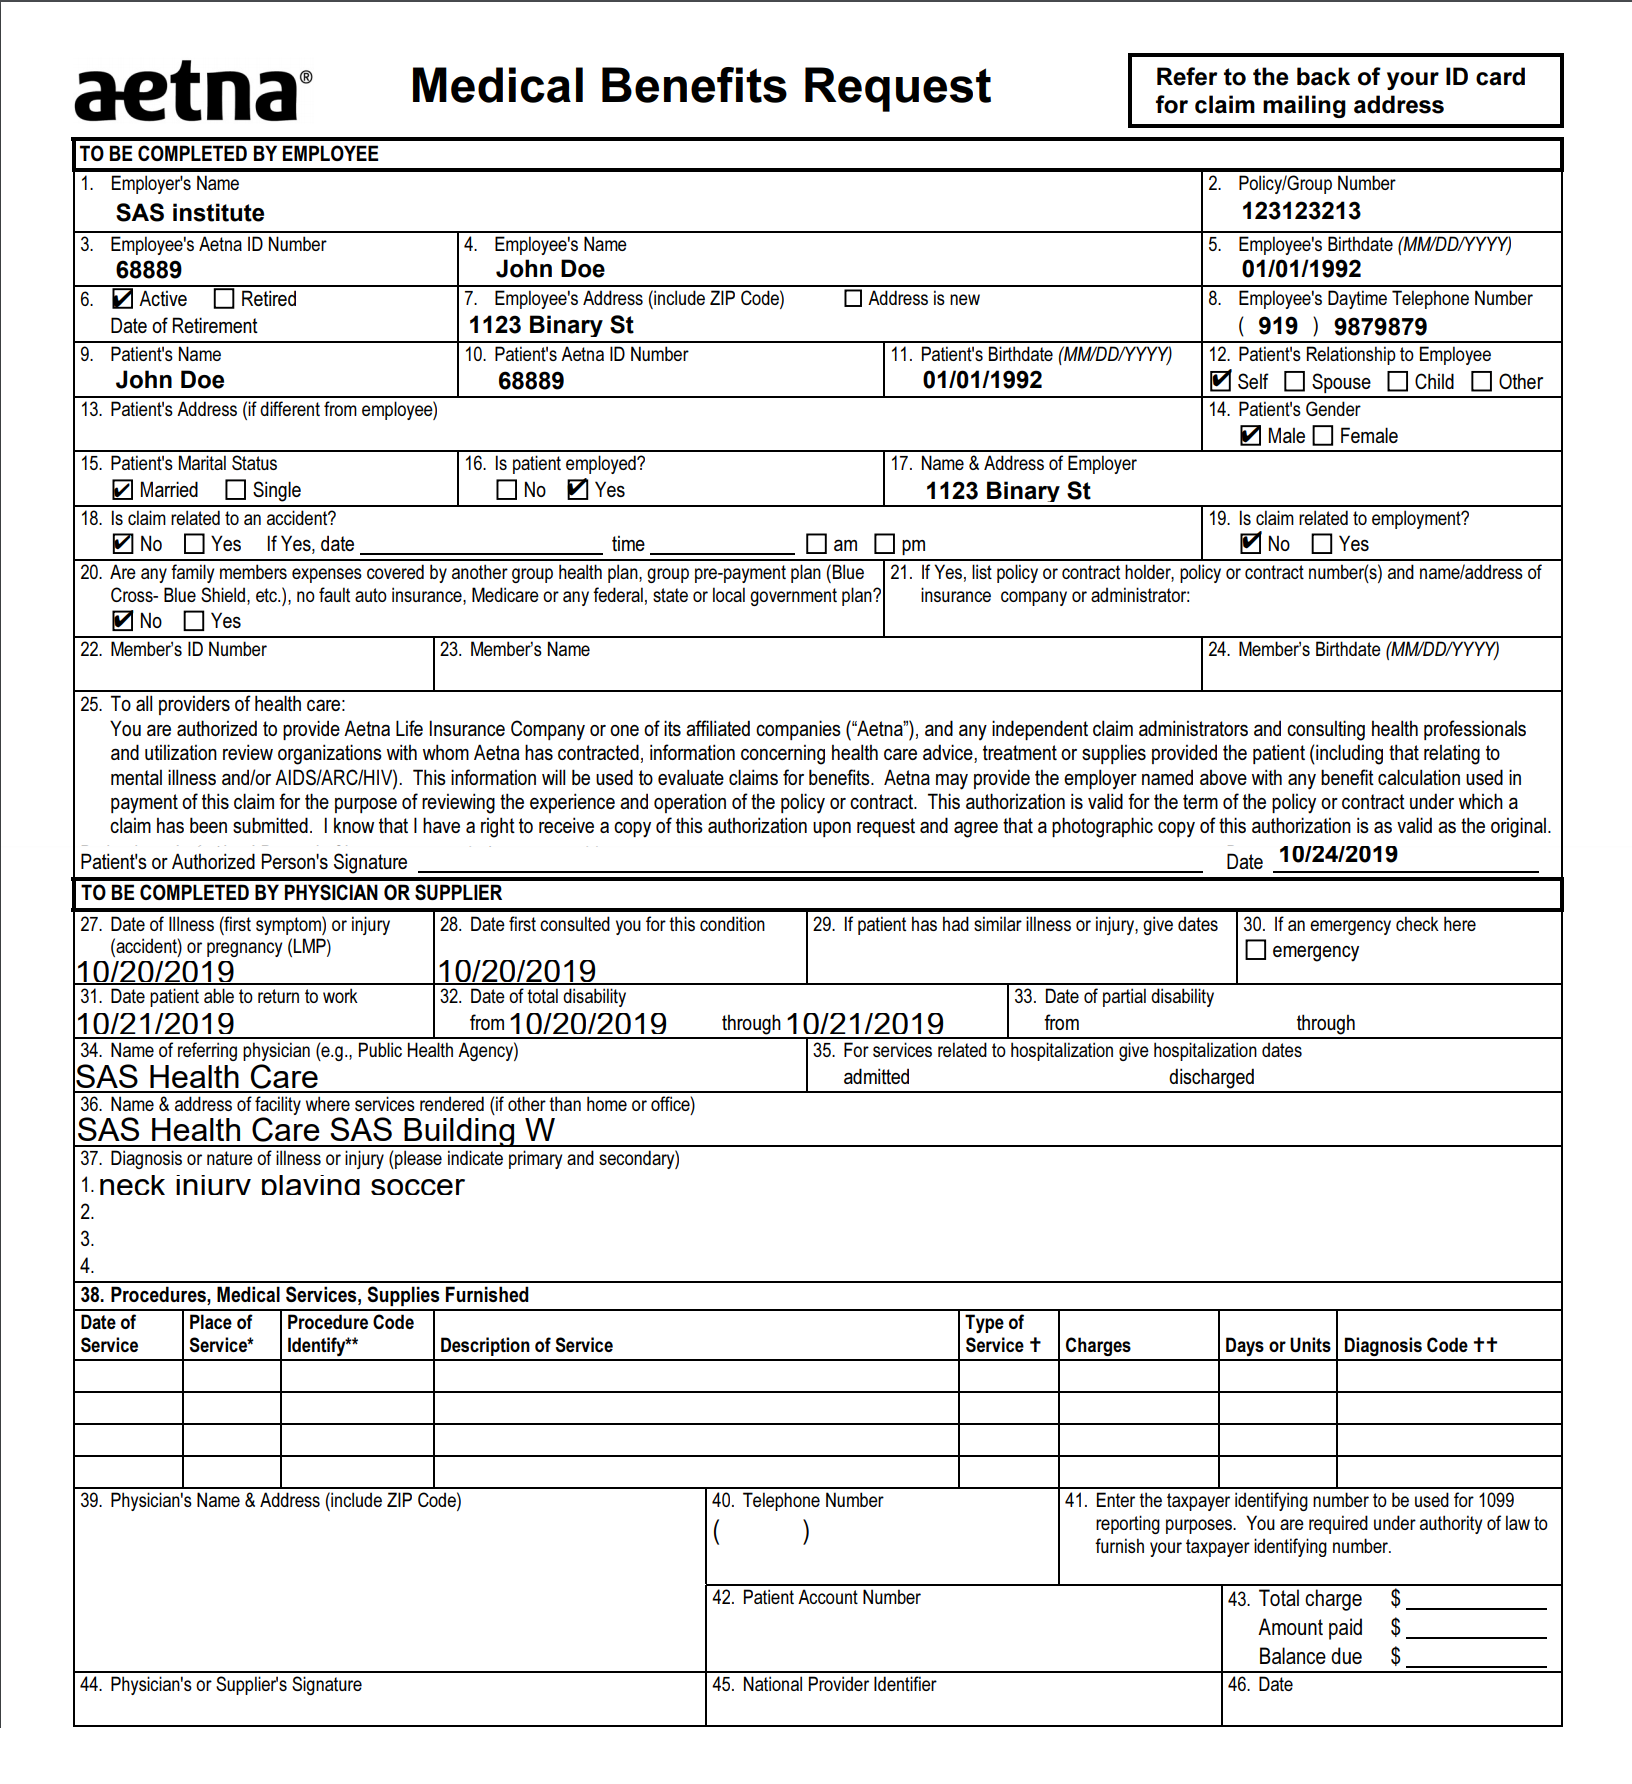 aetna®
Medical Benefits Request
Refer to the back of your ID card
for claim mailing address
TO BE COMPLETED BY EMPLOYEE
1. Employer's Name
SAS institute
2. Policy/Group Number
123123213
3. Employee's Aetna ID Number
68889
4. Employee's Name
John Doe
5. Employee's Birthdate (MM/DD/YYYY)
01/01/1992
6. Active Retired
Date of Retirement
7. Employee's Address (include ZIP Code) Address is new
1123 Binary St
8. Employee's Daytime Telephone Number
( 919 ) 9879879
9. Patient's Name
John Doe
10. Patient's Aetna ID Number
68889
11. Patient's Birthdate (MM/DD/YYYY)
01/01/1992
12. Patient's Relationship to Employee
Self Spouse Child Other
13. Patient's Address (if different from employee)
14. Patient's Gender
Male Female
15. Patient's Marital Status
Married Single
16. Is patient employed?
No Yes
17. Name & Address of Employer
1123 Binary St
18. Is claim related to an accident?
No Yes If Yes, date time am pm
19. Is claim related to employment?
No Yes
20. Are any family members expenses covered by another group health plan, group pre-payment plan (Blue
Cross- Blue Shield, etc.), no fault auto insurance, Medicare or any federal, state or local government plan?
No Yes
21. If Yes, list policy or contract holder, policy or contract number(s) and name/address of
insurance company or administrator:
22. Member's ID Number
23. Member's Name
24. Member's Birthdate (MM/DD/YYYY)
25. To all providers of health care:
You are authorized to provide Aetna Life Insurance Company or one of its affiliated companies (“Aetna”), and any independent claim administrators and consulting health professionals
and utilization review organizations with whom Aetna has contracted, information concerning health care advice, treatment or supplies provided the patient (including that relating to
mental illness and/or AIDS/ARC/HIV). This information will be used to evaluate claims for benefits. Aetna may provide the employer named above with any benefit calculation used in
payment of this claim for the purpose of reviewing the experience and operation of the policy or contract. This authorization is valid for the term of the policy or contract under which a
claim has been submitted. I know that I have a right to receive a copy of this authorization upon request and agree that a photographic copy of this authorization is as valid as the original.
Patient's or Authorized Person's Signature Date 10/24/2019
TO BE COMPLETED BY PHYSICIAN OR SUPPLIER
27. Date of Illness (first symptom) or injury
(accident) or pregnancy (LMP)
10/20/2019
28. Date first consulted you for this condition
10/20/2019
29. If patient has had similar illness or injury, give dates
30. If an emergency check here
emergency
31. Date patient able to return to work
10/21/2019
32. Date of total disability
from 10/20/2019 through 10/21/2019
33. Date of partial disability
from through
34. Name of referring physician (e.g., Public Health Agency)
SAS Health Care
35. For services related to hospitalization give hospitalization dates
admitted discharged
36. Name & address of facility where services rendered (if other than home or office)
SAS Health Care SAS Building W
37. Diagnosis or nature of illness or injury (please indicate primary and secondary)
1. neck injury playing soccer
2.
3.
4.
38. Procedures, Medical Services, Supplies Furnished
Date of
Service
Place of
Service*
Procedure Code
Identify**
Description of Service
Type of
Service ✝
Charges
Days or Units
Diagnosis Code ✝✝
39. Physician's Name & Address (include ZIP Code)
40. Telephone Number
( )
41. Enter the taxpayer identifying number to be used for 1099
reporting purposes. You are required under authority of law to
furnish your taxpayer identifying number.
42. Patient Account Number
43. Total charge $
Amount paid $
Balance due $
44. Physician's or Supplier's Signature
45. National Provider Identifier
46. Date